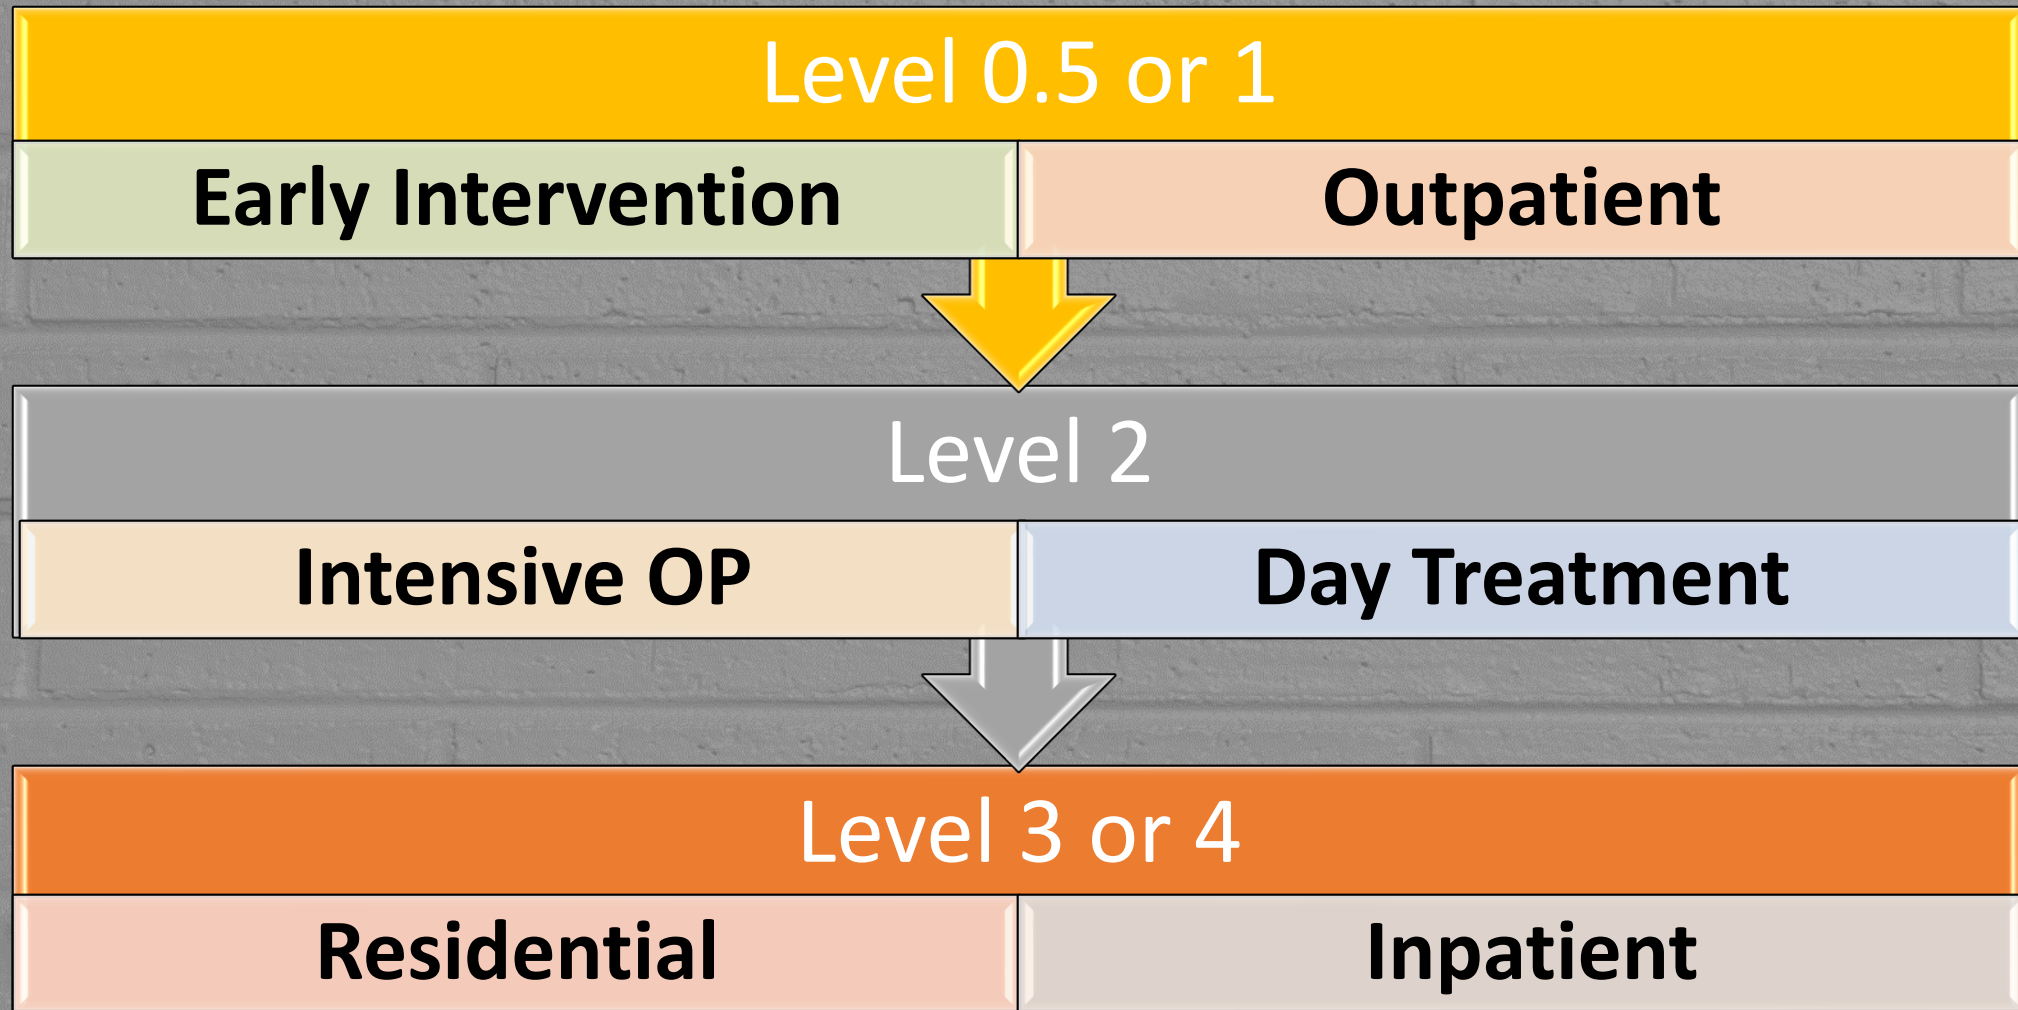 Level 0.5 or 1
Early Intervention
Outpatient
Level 2
Intensive OP
Day Treatment
Level 3 or 4
Residential
Inpatient